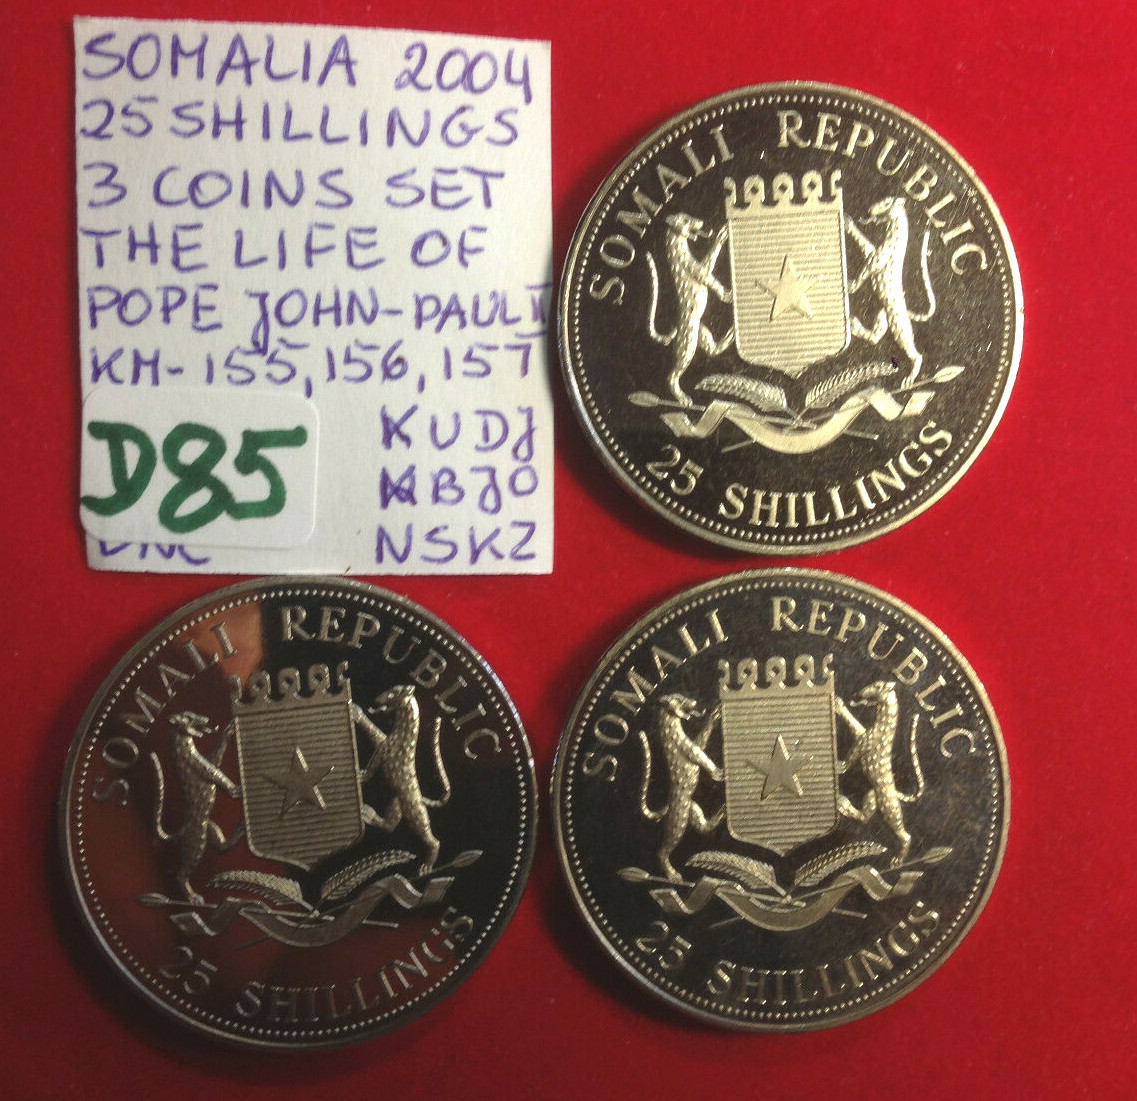 SOMALIA 2004
25 SHILLINGS
3 COINS SET
THE LIFE OF
POPE JOHN-PAUL II
KM-155,156,157
KUDJ
BJO
NSKZ
D85
SOMALI REPUBLIC
25 SHILLINGS
SOMALI REPUBLIC
25 SHILLINGS
SOMALI REPUBLIC
25 SHILLINGS